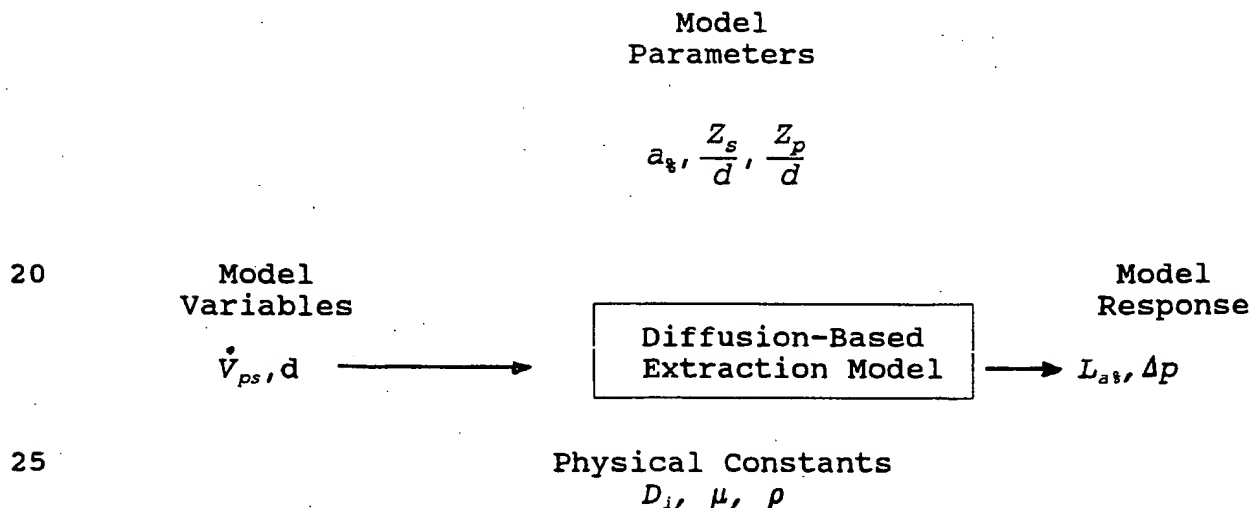 Model
Parameters
a%, Z_s/d, Z_p/d
20 Model Model
Variables Response
Diffusion-Based
V̇_ps, d Extraction Model L_a%, Δp
25 Physical Constants
D_i, μ, ρ